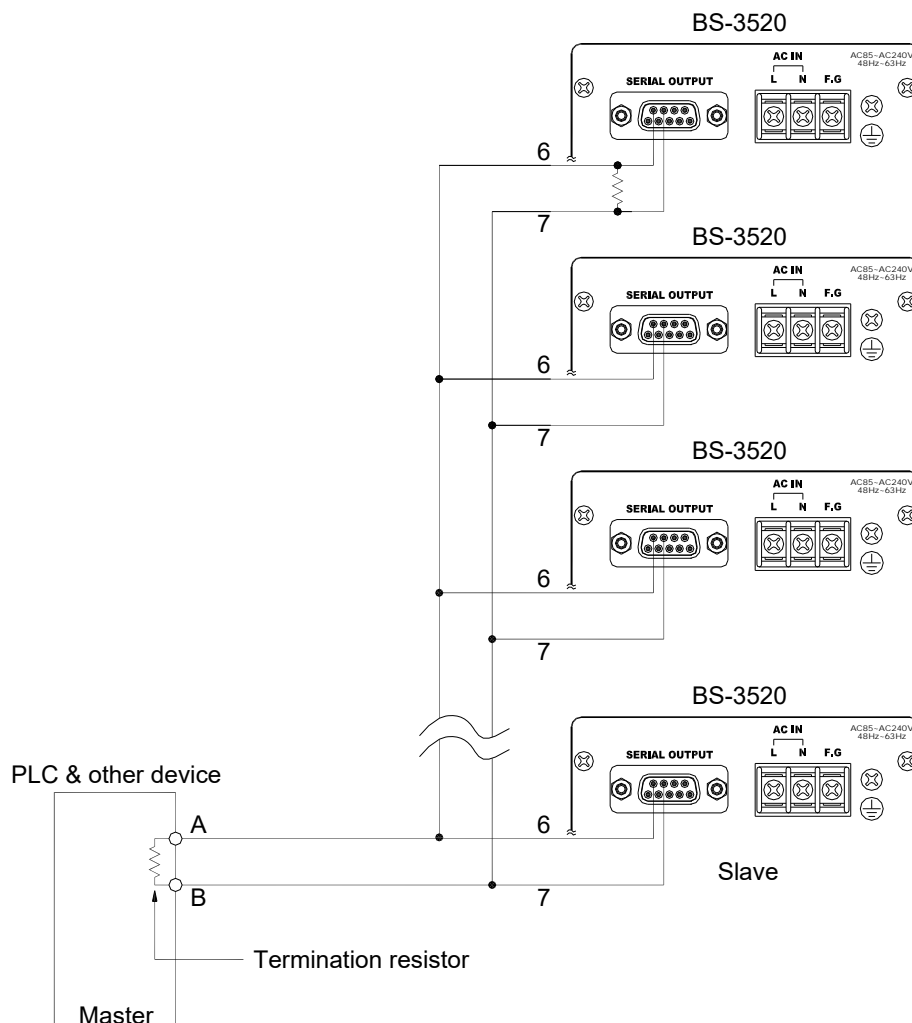 BS-3520
AC IN
AC85~AC240V
48Hz~63Hz
SERIAL OUTPUT
L N F.G
6
7
BS-3520
AC IN
AC85~AC240V
48Hz~63Hz
SERIAL OUTPUT
L N F.G
6
7
BS-3520
AC IN
AC85~AC240V
48Hz~63Hz
SERIAL OUTPUT
L N F.G
6
7
BS-3520
AC IN
AC85~AC240V
48Hz~63Hz
SERIAL OUTPUT
L N F.G
PLC & other device
A
6
B
7
Slave
Termination resistor
Master